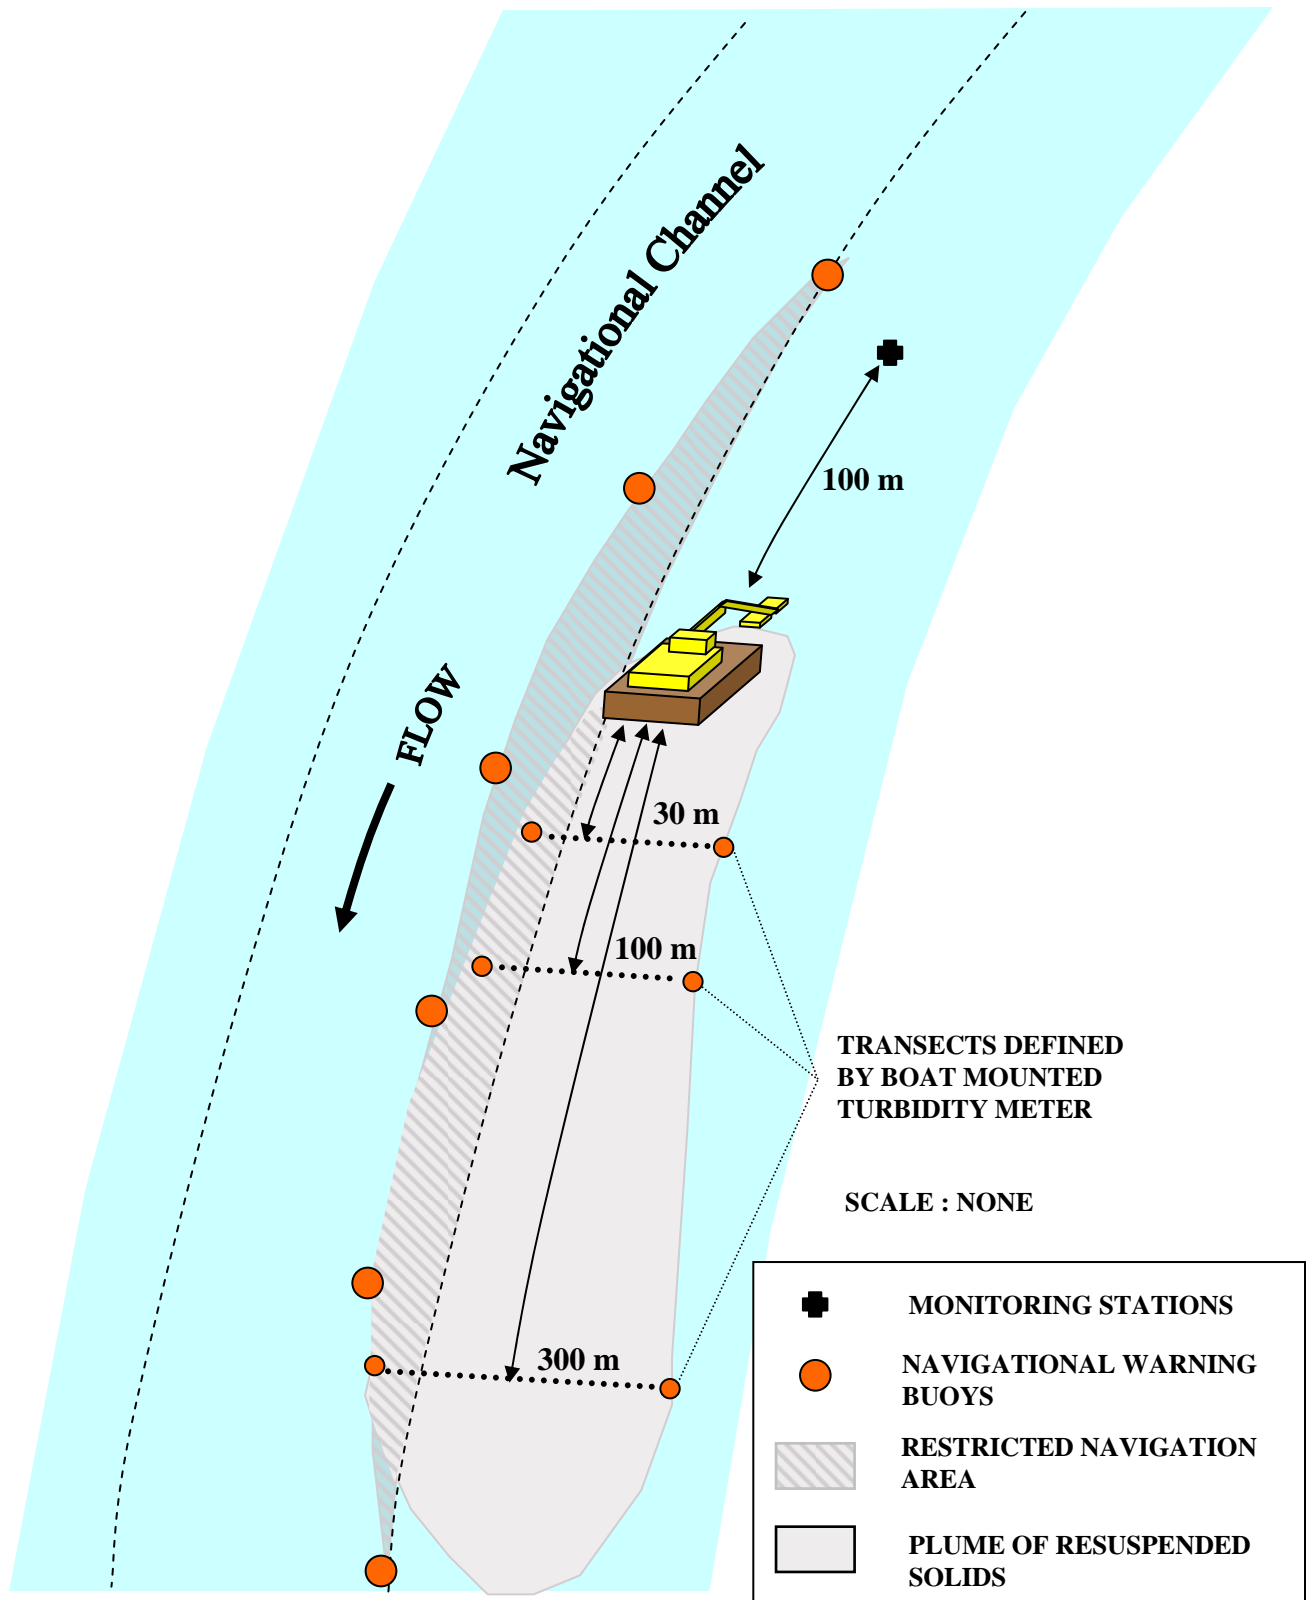 Navigational Channel
100 m
FLOW
30 m
100 m
TRANSECTS DEFINED
BY BOAT MOUNTED
TURBIDITY METER
SCALE : NONE
300 m
MONITORING STATIONS
NAVIGATIONAL WARNING
BUOYS
RESTRICTED NAVIGATION
AREA
PLUME OF RESUSPENDED
SOLIDS